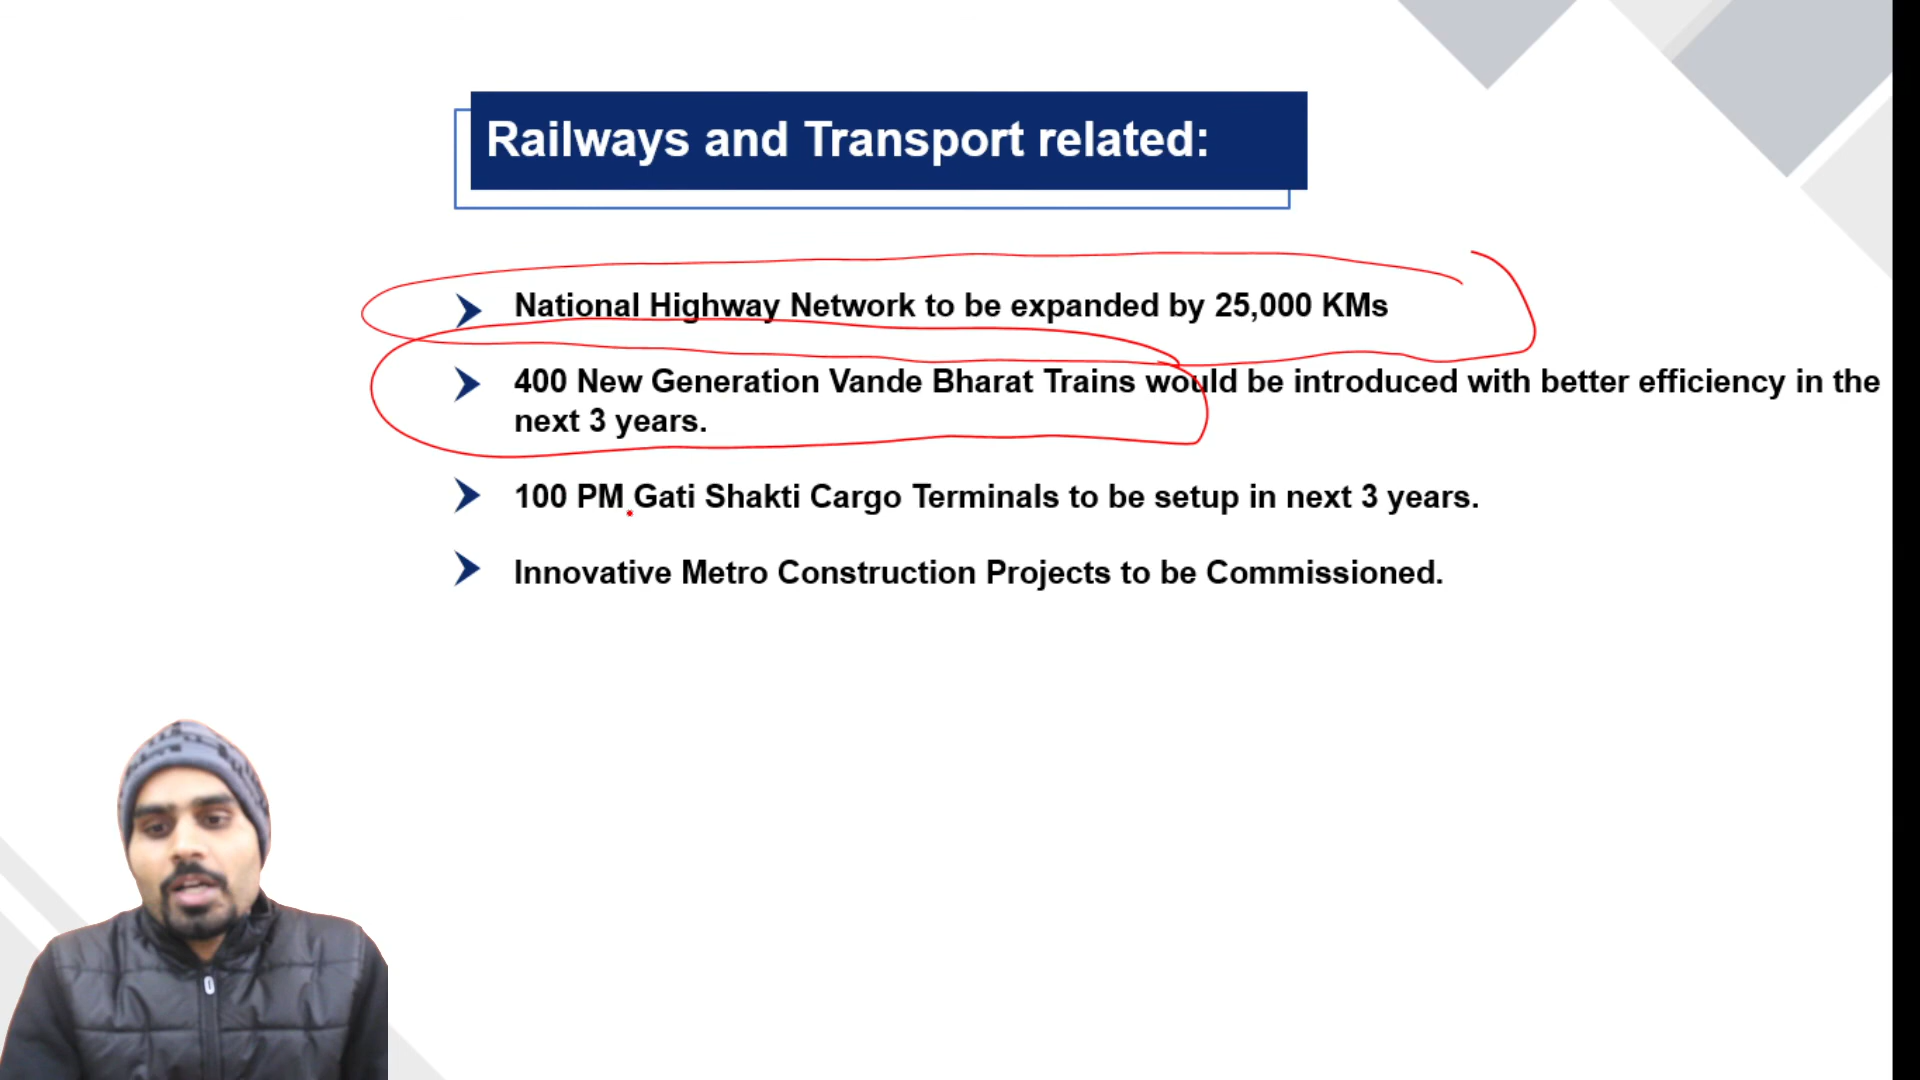 Railways and Transport related:
National Highway Network to be expanded by 25,000 KMs
400 New Generation Vande Bharat Trains would be introduced with better efficiency in the
next 3 years.
100 PM Gati Shakti Cargo Terminals to be setup in next 3 years.
Innovative Metro Construction Projects to be Commissioned.